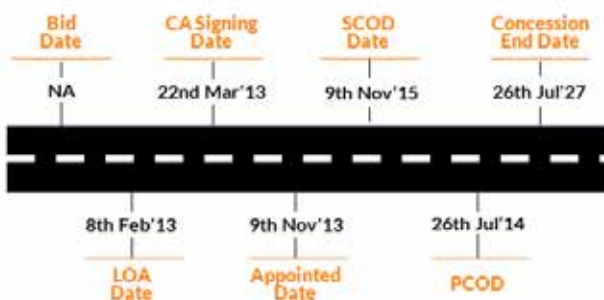 Bid
Date
CA Signing
Date
SCOD
Date
Concession
End Date
NA
22nd Mar'13
9th Nov'15
26th Jul'27
8th Feb'13
9th Nov'13
26th Jul'14
LOA
Date
Appointed
Date
PCOD